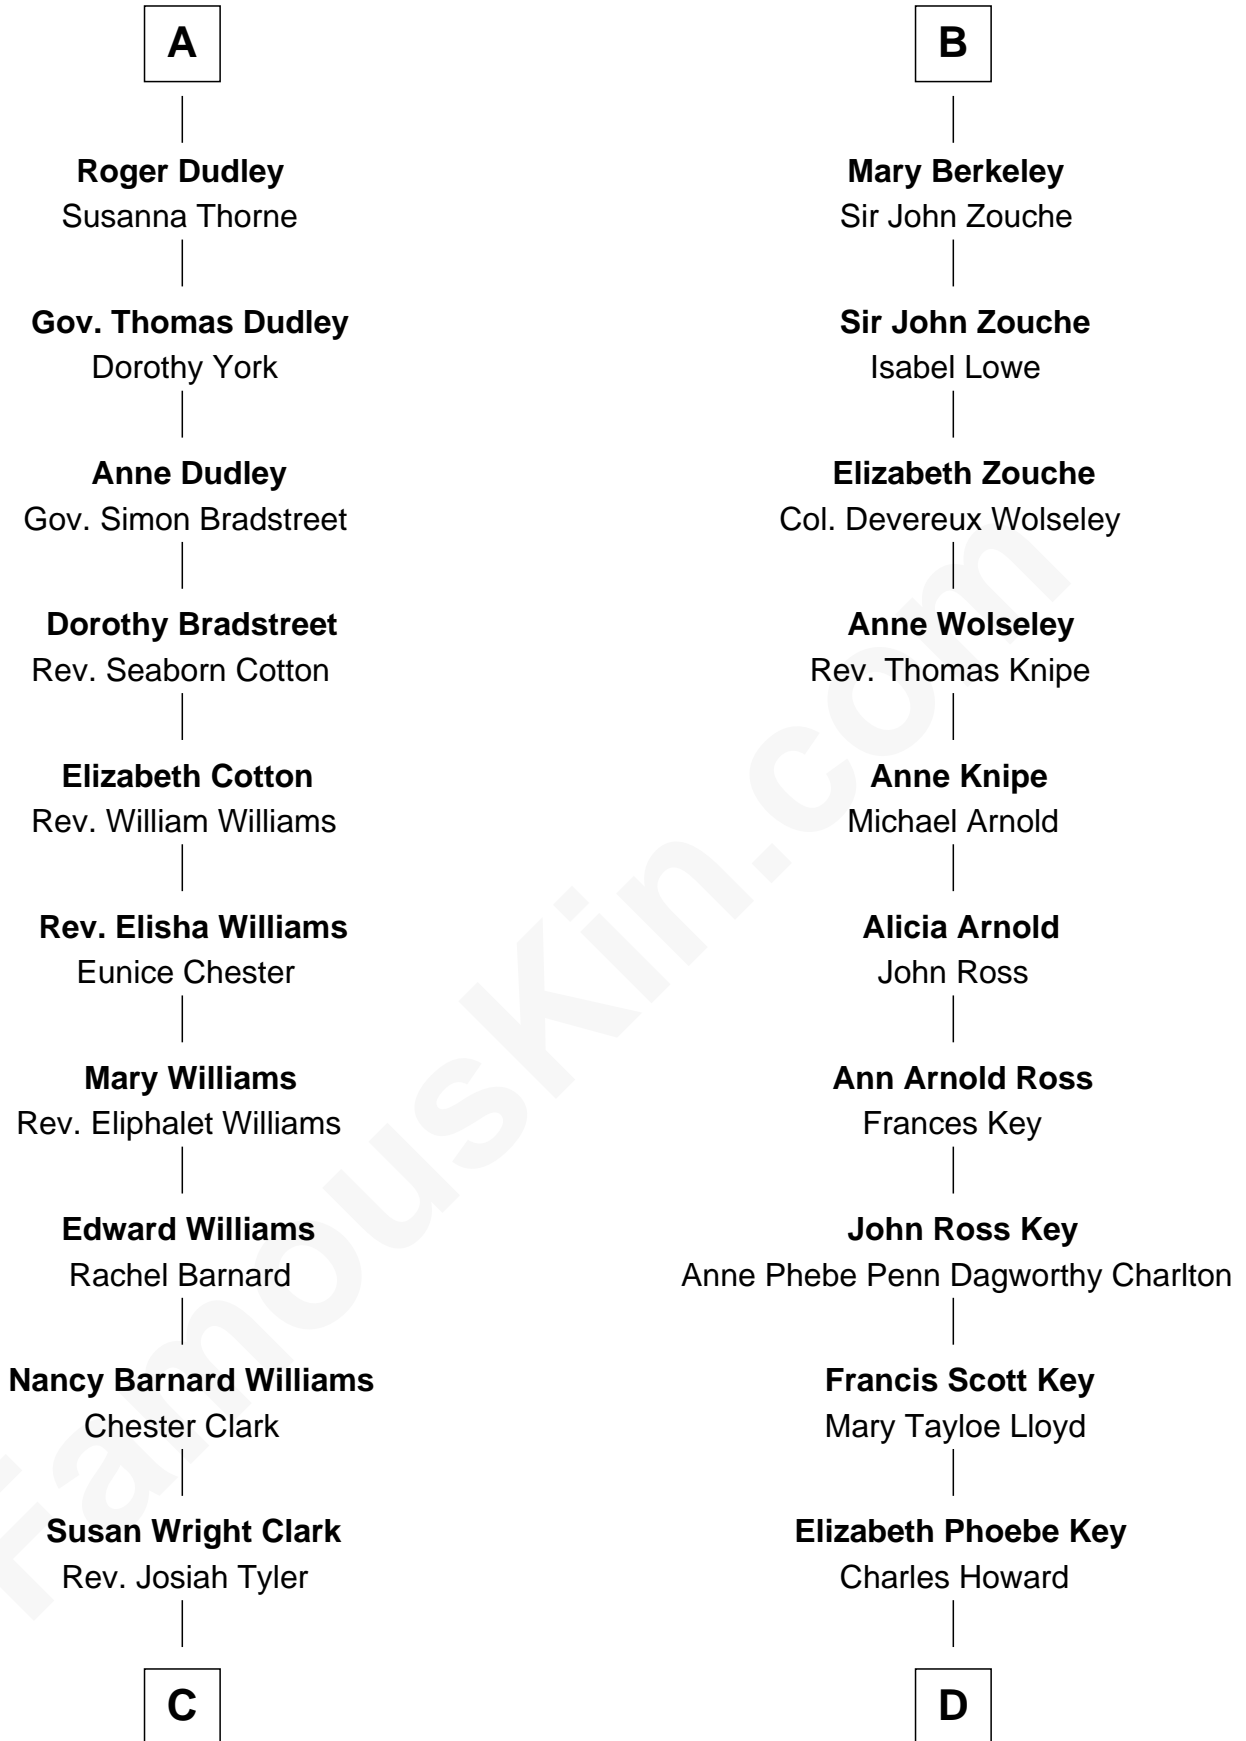 A
Roger Dudley
Susanna Thorne
Gov. Thomas Dudley
Dorothy York
Anne Dudley
Gov. Simon Bradstreet
Dorothy Bradstreet
Rev. Seaborn Cotton
Elizabeth Cotton
Rev. William Williams
Rev. Elisha Williams
Eunice Chester
Mary Williams
Rev. Eliphalet Williams
Edward Williams
Rachel Barnard
Nancy Barnard Williams
Chester Clark
Susan Wright Clark
Rev. Josiah Tyler
C
B
Mary Berkeley
Sir John Zouche
Sir John Zouche
Isabel Lowe
Elizabeth Zouche
Col. Devereux Wolseley
Anne Wolseley
Rev. Thomas Knipe
Anne Knipe
Michael Arnold
Alicia Arnold
John Ross
Ann Arnold Ross
Frances Key
John Ross Key
Anne Phebe Penn Dagworthy Charlton
Francis Scott Key
Mary Tayloe Lloyd
Elizabeth Phoebe Key
Charles Howard
D
FamousKin.com